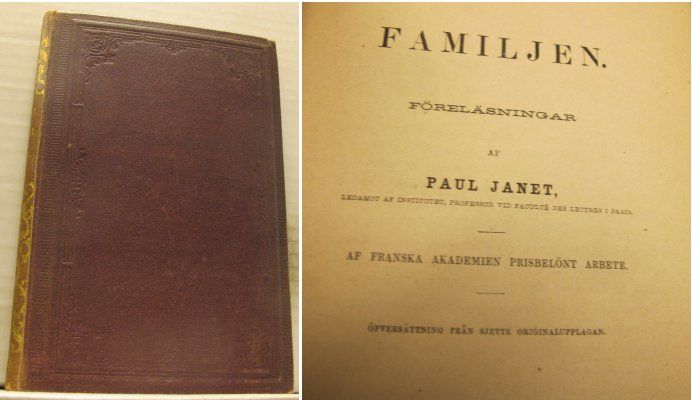 FAMILJEN.
FÖRELÄSNINGAR
AF
PAUL JANET,
LEDAMOT AF INSTITUTET, PROFESSOR VID FACULTÉ DES LETTRES I PARIS.
AF FRANSKA AKADEMIEN PRISBELÖNT ARBETE.
ÖFVERSÄTTNING FRÅN SJETTE ORIGINALUPPLAGAN.